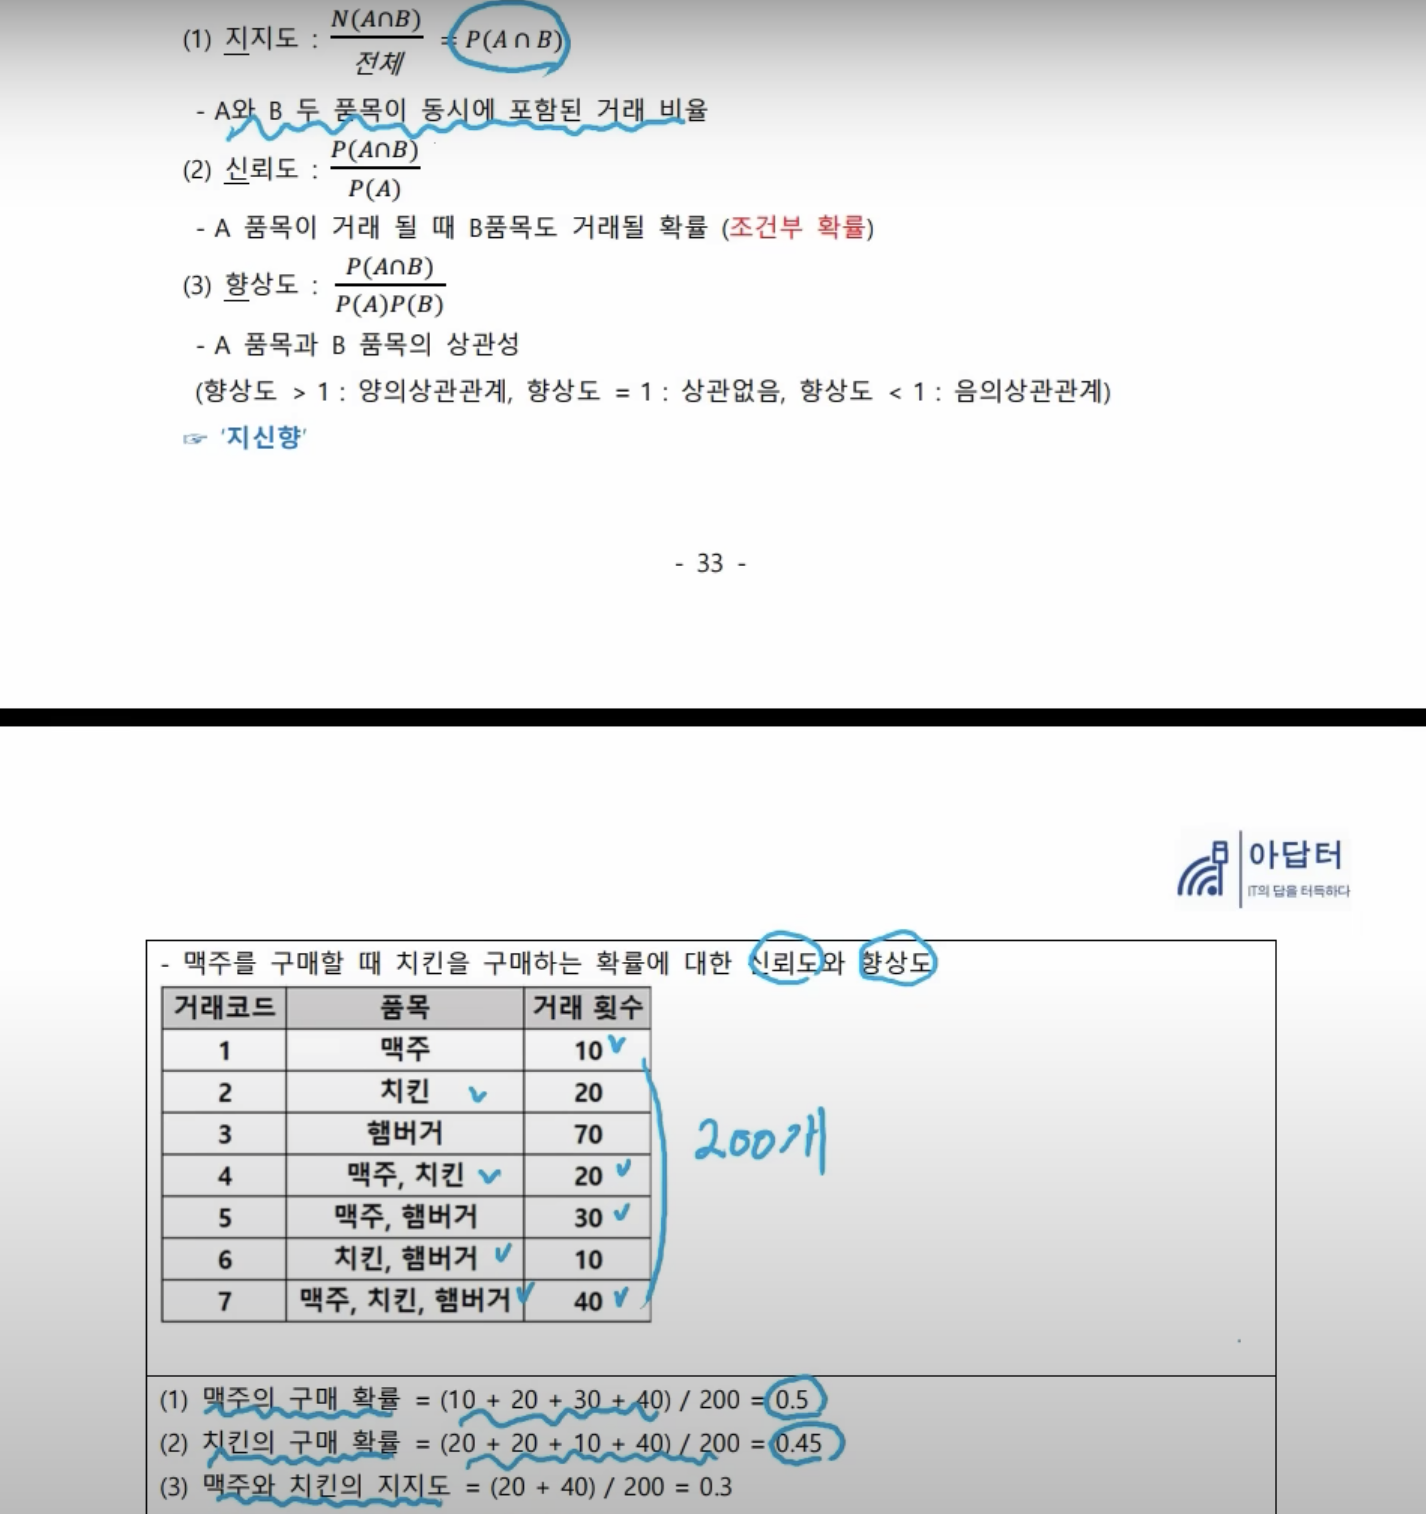 (1) 지지도 : N(A∩B) / 전체 = P(A∩B)
- A와 B 두 품목이 동시에 포함된 거래 비율
(2) 신뢰도 : P(A∩B) / P(A)
- A 품목이 거래 될 때 B품목도 거래될 확률 (조건부 확률)
(3) 향상도 : P(A∩B) / P(A)P(B)
- A 품목과 B 품목의 상관성
(향상도 > 1 : 양의상관관계, 향상도 = 1 : 상관없음, 향상도 < 1 : 음의상관관계)
☞ '지신향'
- 33 -
아답터
IT의 답을 터득하다
- 맥주를 구매할 때 치킨을 구매하는 확률에 대한 신뢰도와 향상도
거래코드 품목 거래 횟수
1 맥주 10
2 치킨 20
3 햄버거 70
4 맥주, 치킨 20
5 맥주, 햄버거 30
6 치킨, 햄버거 10
7 맥주, 치킨, 햄버거 40
200개
(1) 맥주의 구매 확률 = (10 + 20 + 30 + 40) / 200 = 0.5
(2) 치킨의 구매 확률 = (20 + 20 + 10 + 40) / 200 = 0.45
(3) 맥주와 치킨의 지지도 = (20 + 40) / 200 = 0.3